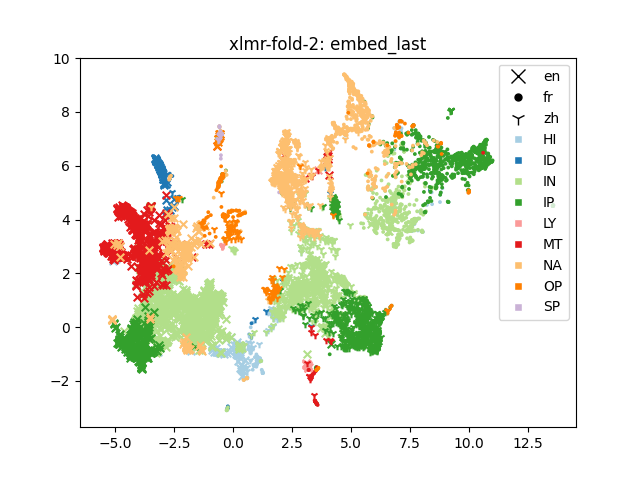 xlmr-fold-2: embed_last
10
8
6
4
2
0
−2
−5.0 −2.5 0.0 2.5 5.0 7.5 10.0 12.5
en
fr
zh
HI
ID
IN
IP
LY
MT
NA
OP
SP